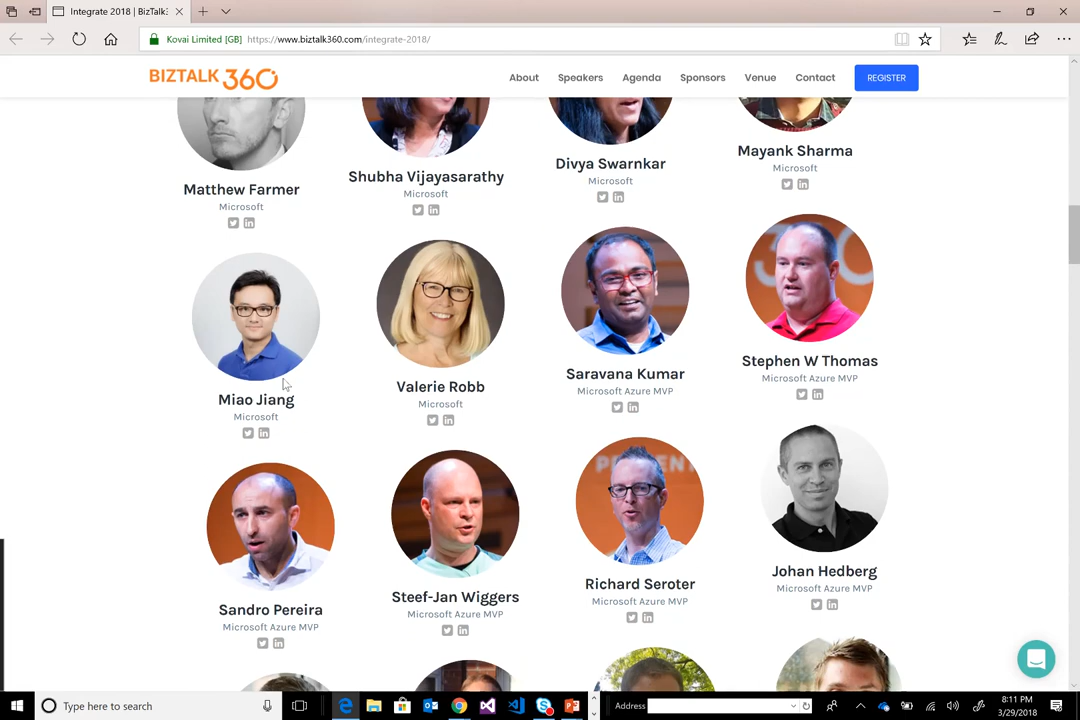 Integrate 2018 | BizTalk3
Kovai Limited [GB] https://www.biztalk360.com/integrate-2018/
BIZTALK 360
About Speakers Agenda Sponsors Venue Contact REGISTER
Matthew Farmer
Microsoft
Shubha Vijayasarathy
Microsoft
Divya Swarnkar
Microsoft
Mayank Sharma
Microsoft
Miao Jiang
Microsoft
Valerie Robb
Microsoft
Saravana Kumar
Microsoft Azure MVP
Stephen W Thomas
Microsoft Azure MVP
Sandro Pereira
Microsoft Azure MVP
Steef-Jan Wiggers
Microsoft Azure MVP
Richard Seroter
Microsoft Azure MVP
Johan Hedberg
Microsoft Azure MVP
Type here to search
Address
8:11 PM
3/29/2018